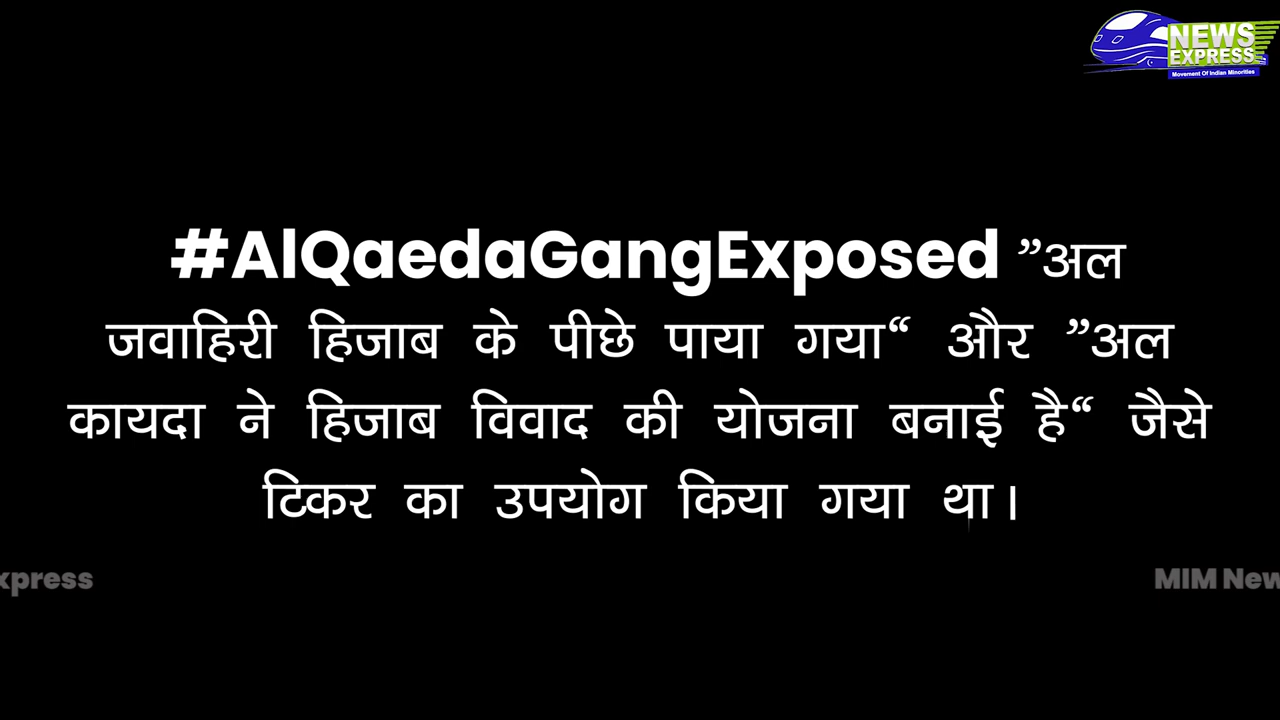 NEWS
EXPRESS
Movement Of Indian Minorities
#AlQaedaGangExposed ”अल
जवाहिरी हिजाब के पीछे पाया गया“ और ”अल
कायदा ने हिजाब विवाद की योजना बनाई है“ जैसे
टिकर का उपयोग किया गया था।
xpress
MIM New